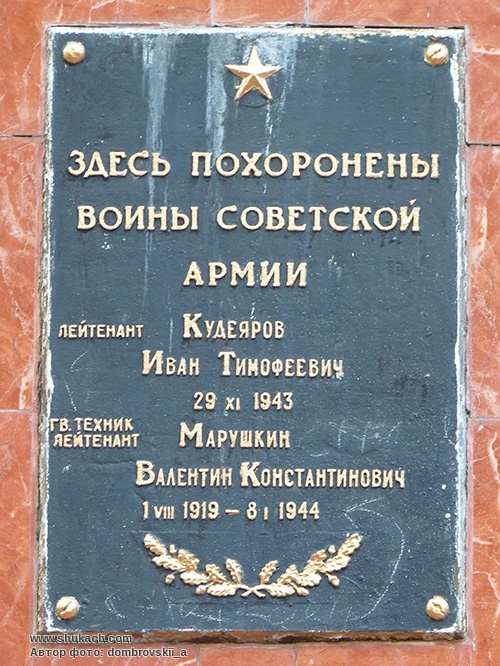 ЗДЕСЬ ПОХОРОНЕНЫ
ВОИНЫ СОВЕТСКОЙ
АРМИИ
ЛЕЙТЕНАНТ КУДЕЯРОВ
ИВАН ТИМОФЕЕВИЧ
29 XI 1943
ГВ. ТЕХНИК
ЛЕЙТЕНАНТ МАРУШКИН
ВАЛЕНТИН КОНСТАНТИНОВИЧ
1 VIII 1919 – 8 I 1944
www.shukach.com
Автор фото: dombrovskii_a